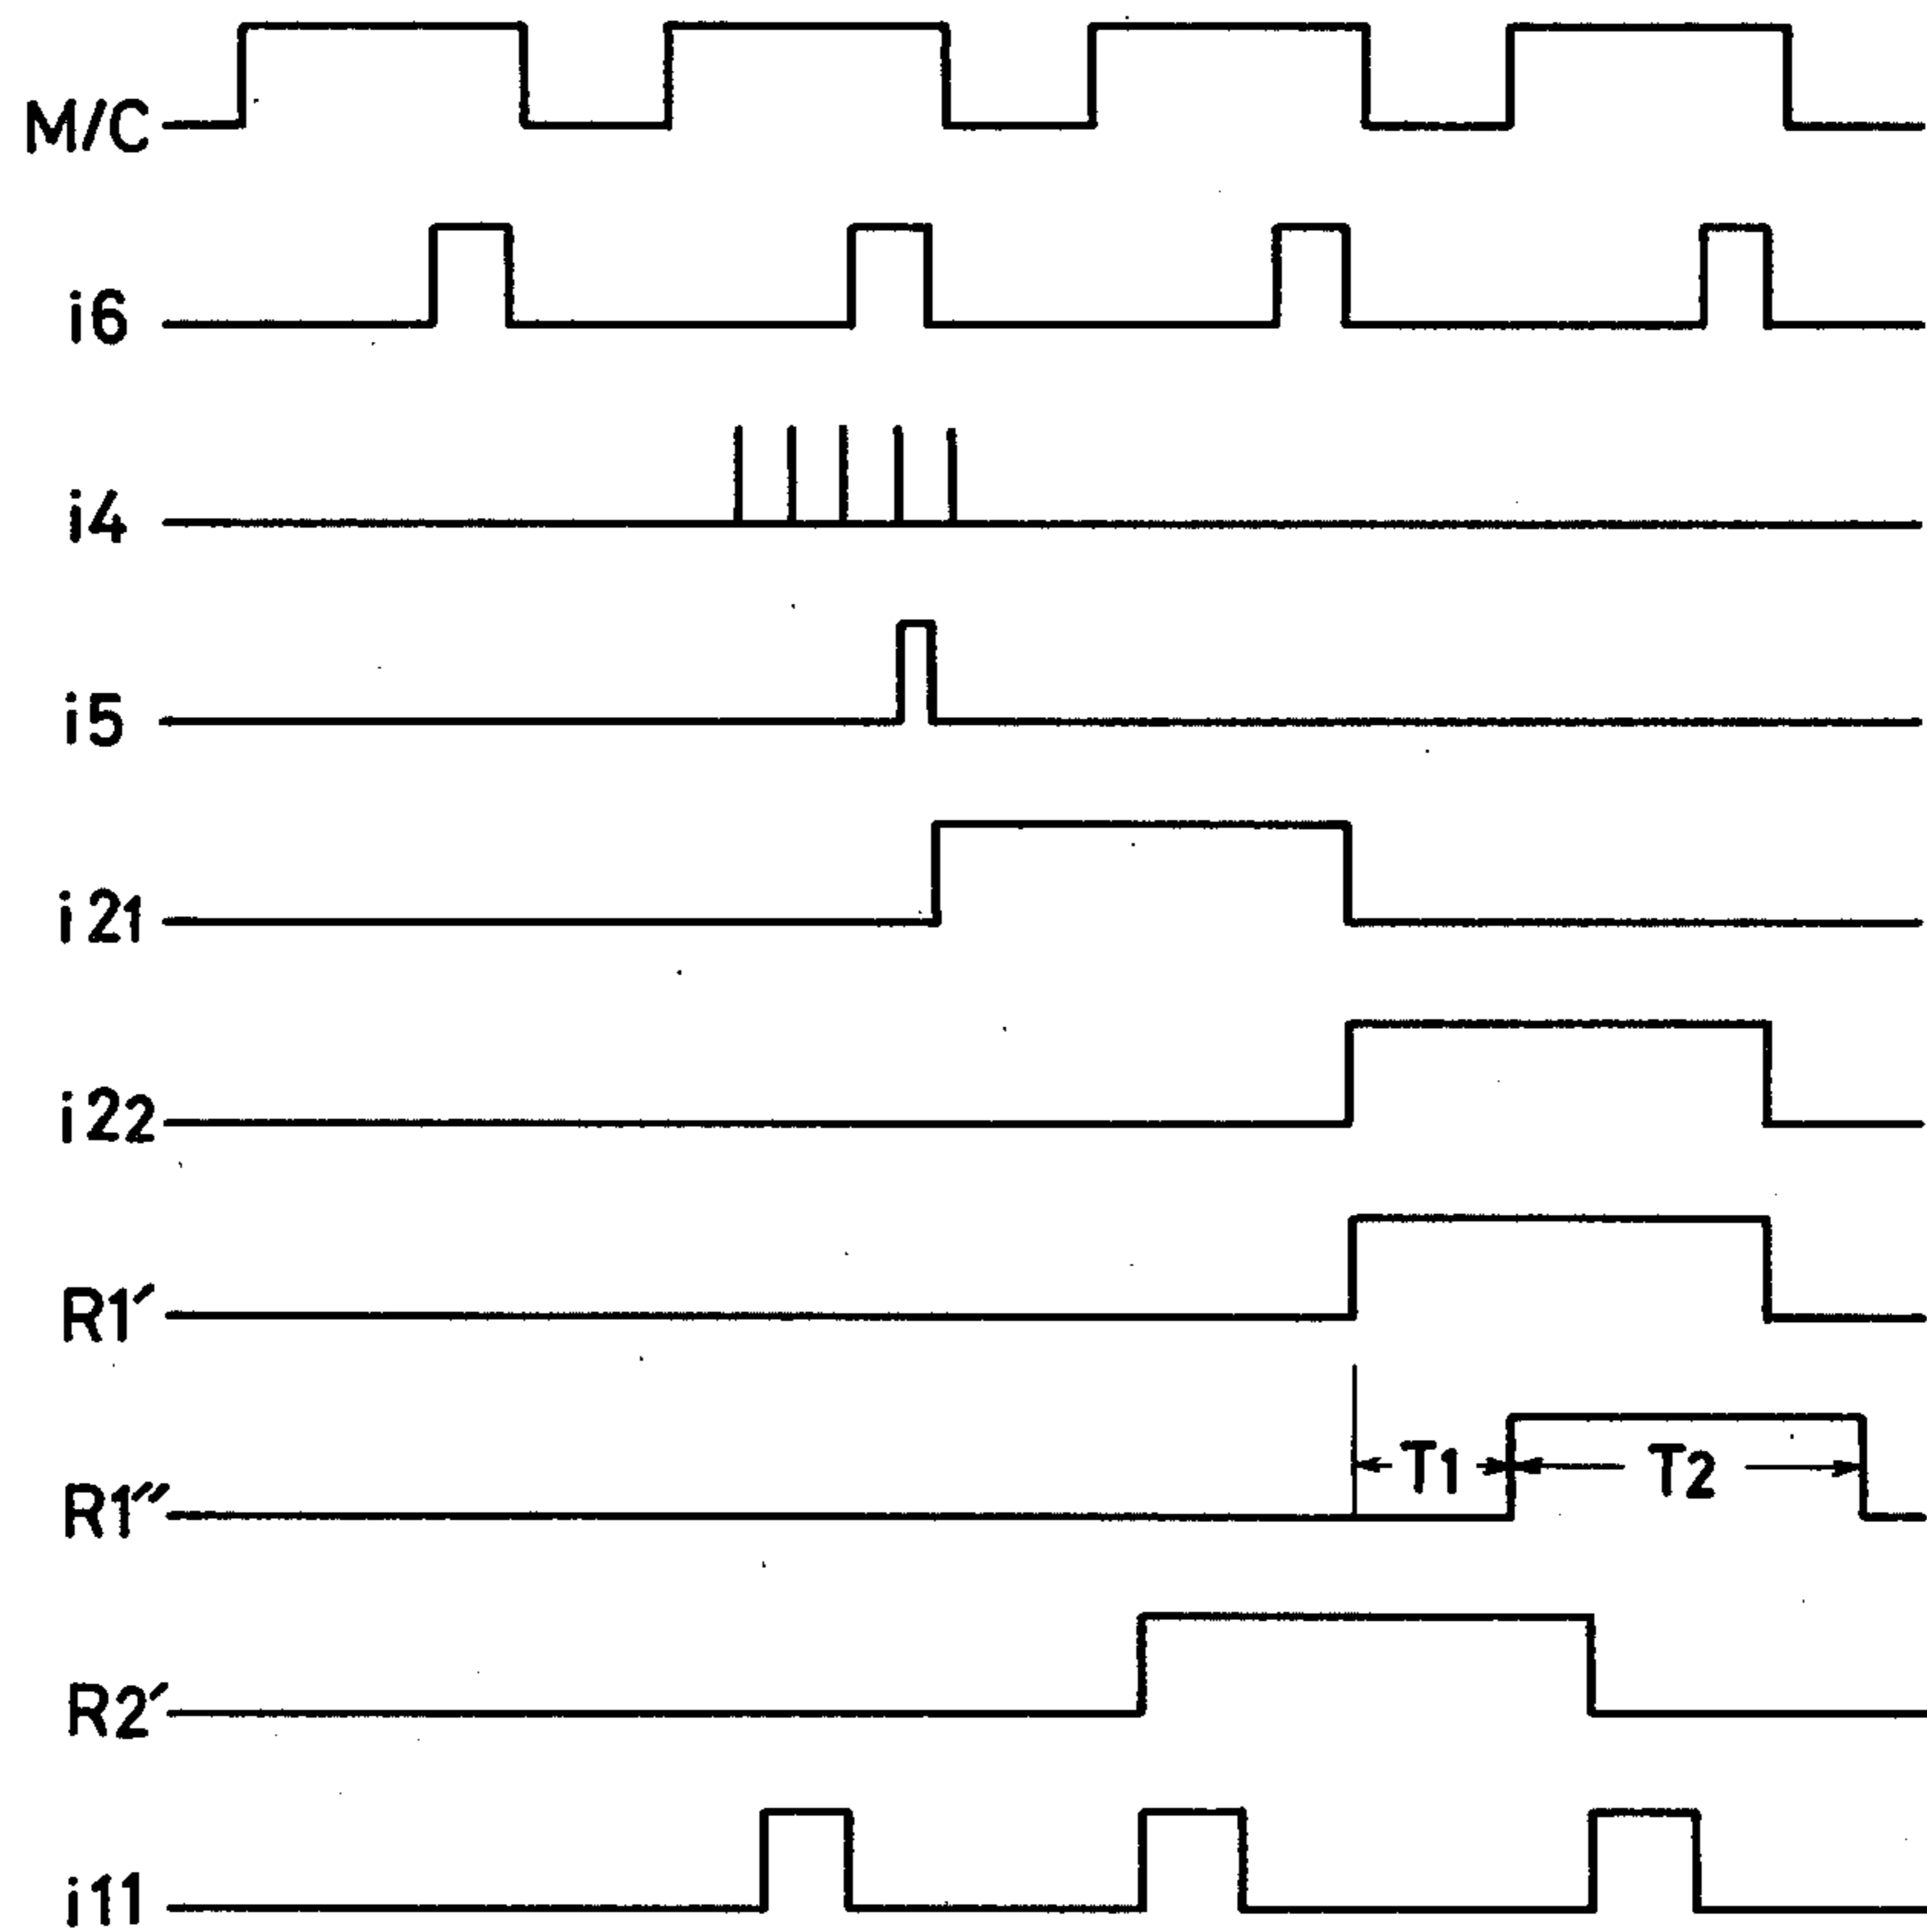 M/C
i6
i4
i5
i21
i22
R1′
T1 T2
R1″
R2′
i11